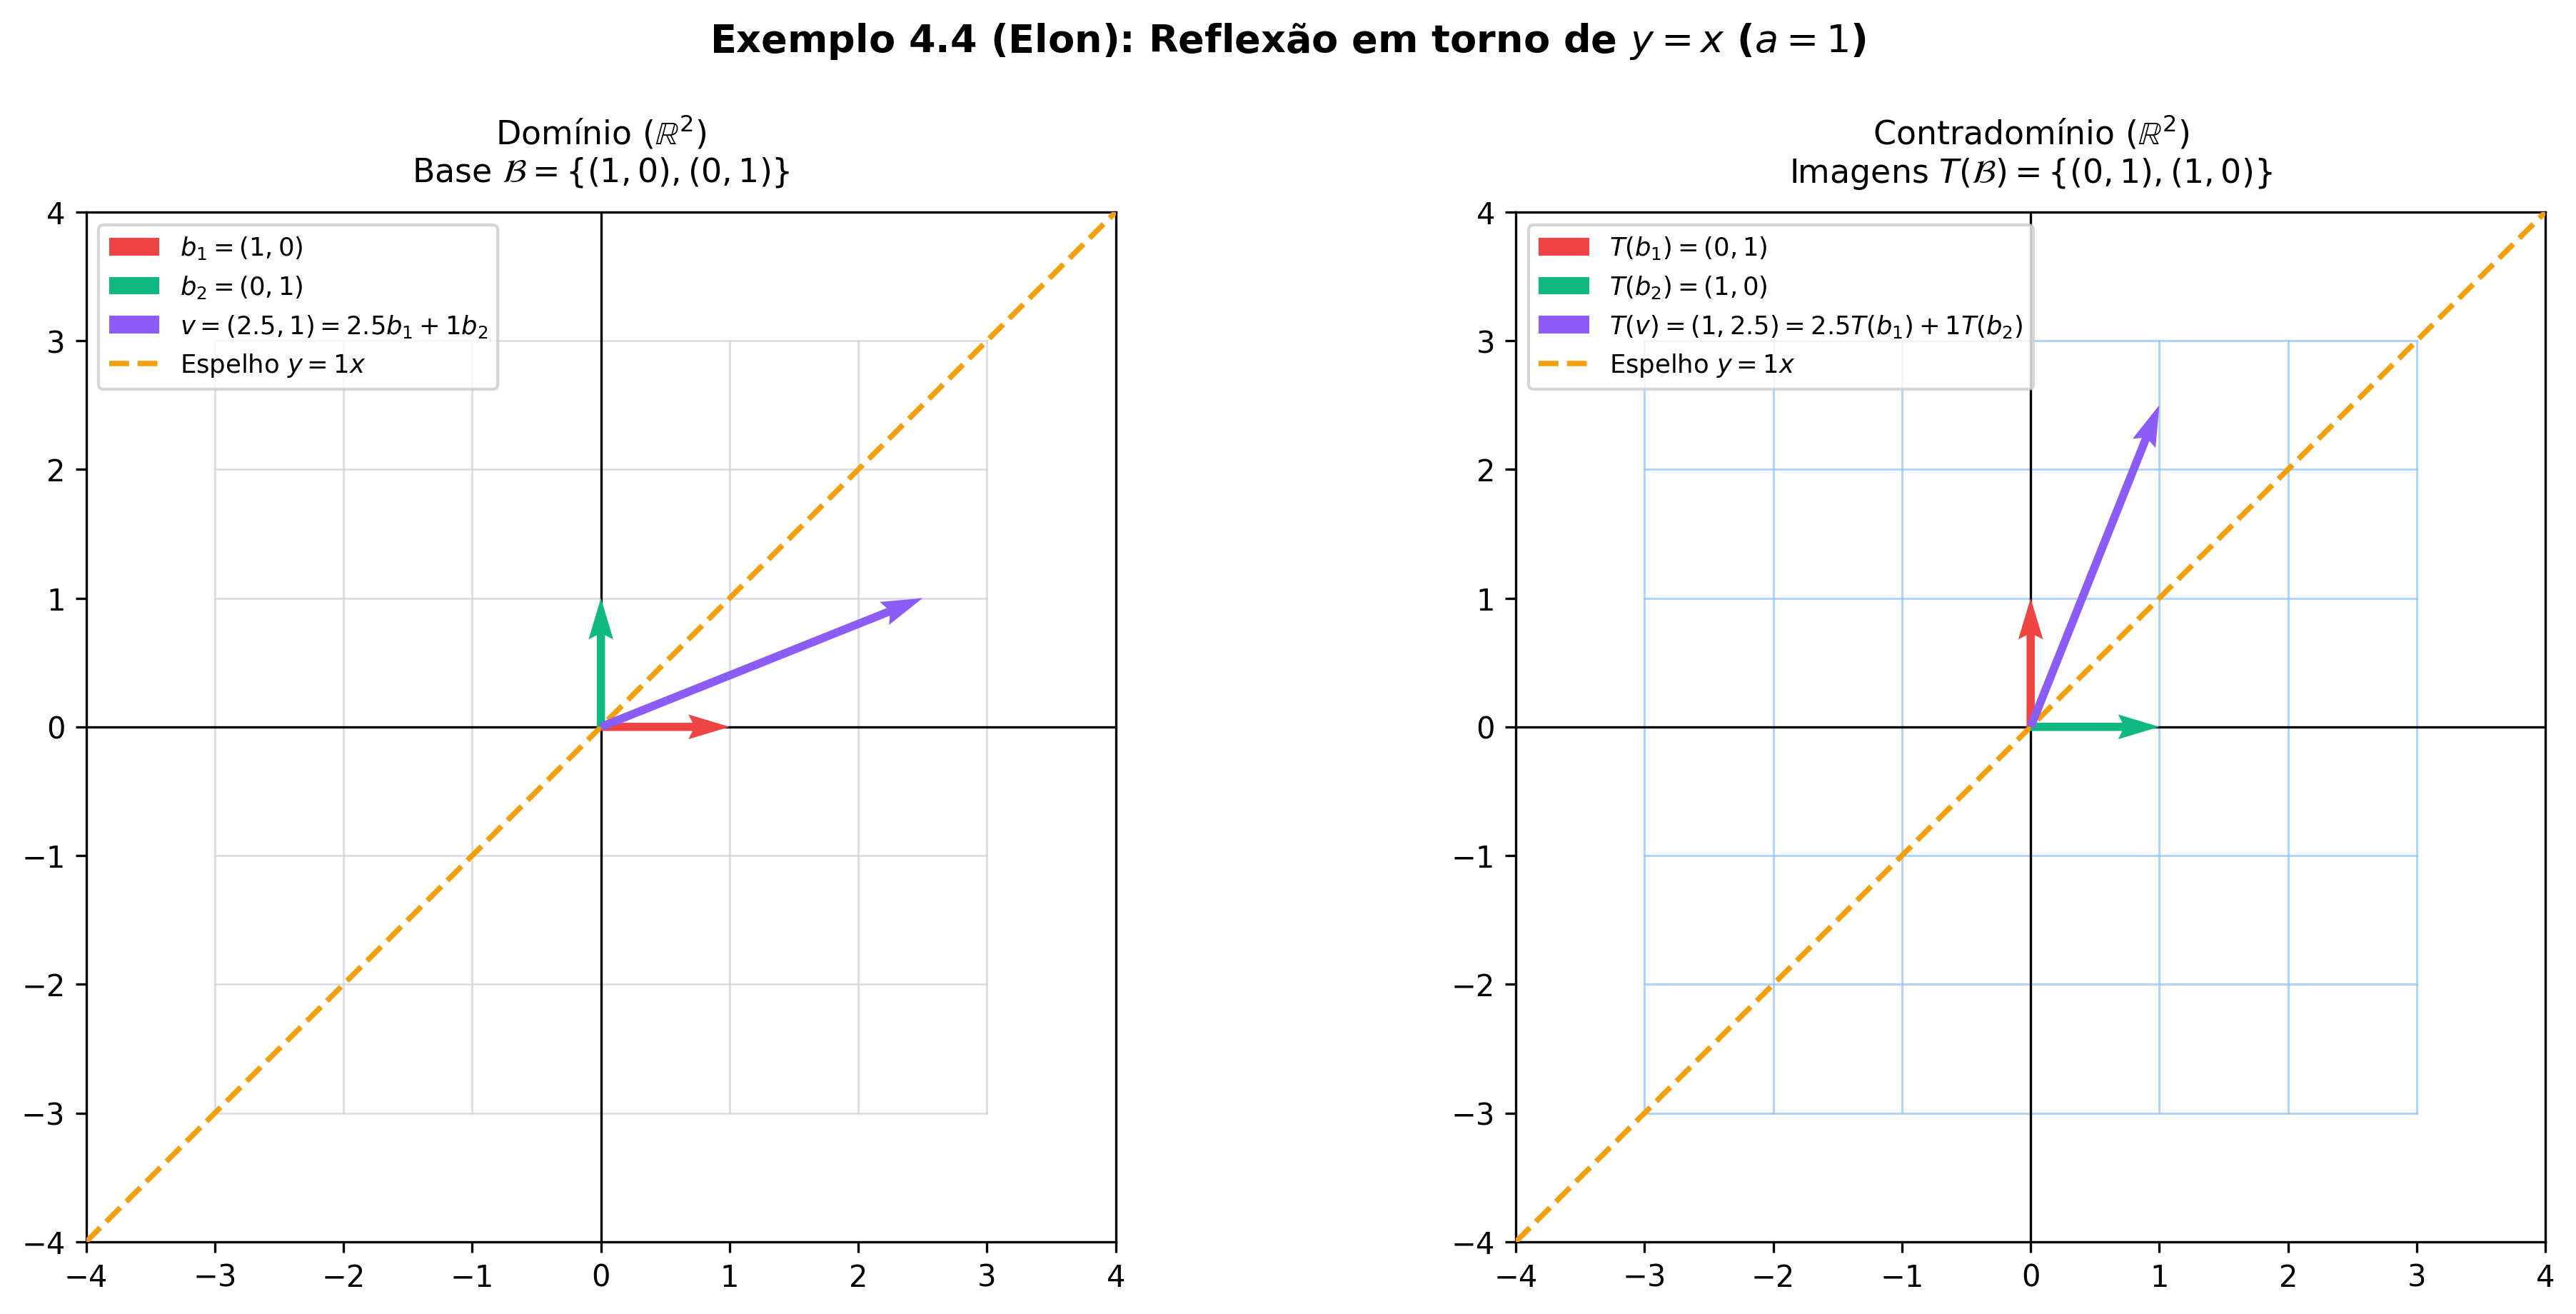 Exemplo 4.4 (Elon): Reflexão em torno de y = x (a = 1)
Domínio (ℝ²)
Base ℬ = {(1, 0), (0, 1)}
b₁ = (1, 0)
b₂ = (0, 1)
v = (2.5, 1) = 2.5b₁ + 1b₂
Espelho y = 1x
4
3
2
1
0
−1
−2
−3
−4
−4 −3 −2 −1 0 1 2 3 4
Contradomínio (ℝ²)
Imagens T(ℬ) = {(0, 1), (1, 0)}
T(b₁) = (0, 1)
T(b₂) = (1, 0)
T(v) = (1, 2.5) = 2.5T(b₁) + 1T(b₂)
Espelho y = 1x
4
3
2
1
0
−1
−2
−3
−4
−4 −3 −2 −1 0 1 2 3 4